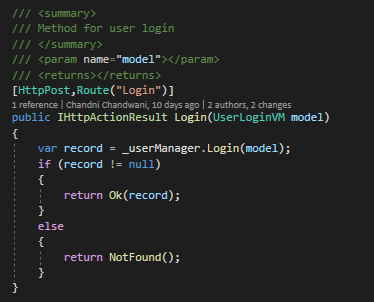 /// <summary>
/// Method for user login
/// </summary>
/// <param name="model"></param>
/// <returns></returns>
[HttpPost,Route("Login")]
1 reference | Chandni Chandwani, 10 days ago | 2 authors, 2 changes
public IHttpActionResult Login(UserLoginVM model)
{
    var record = _userManager.Login(model);
    if (record != null)
    {
        return Ok(record);
    }
    else
    {
        return NotFound();
    }
}